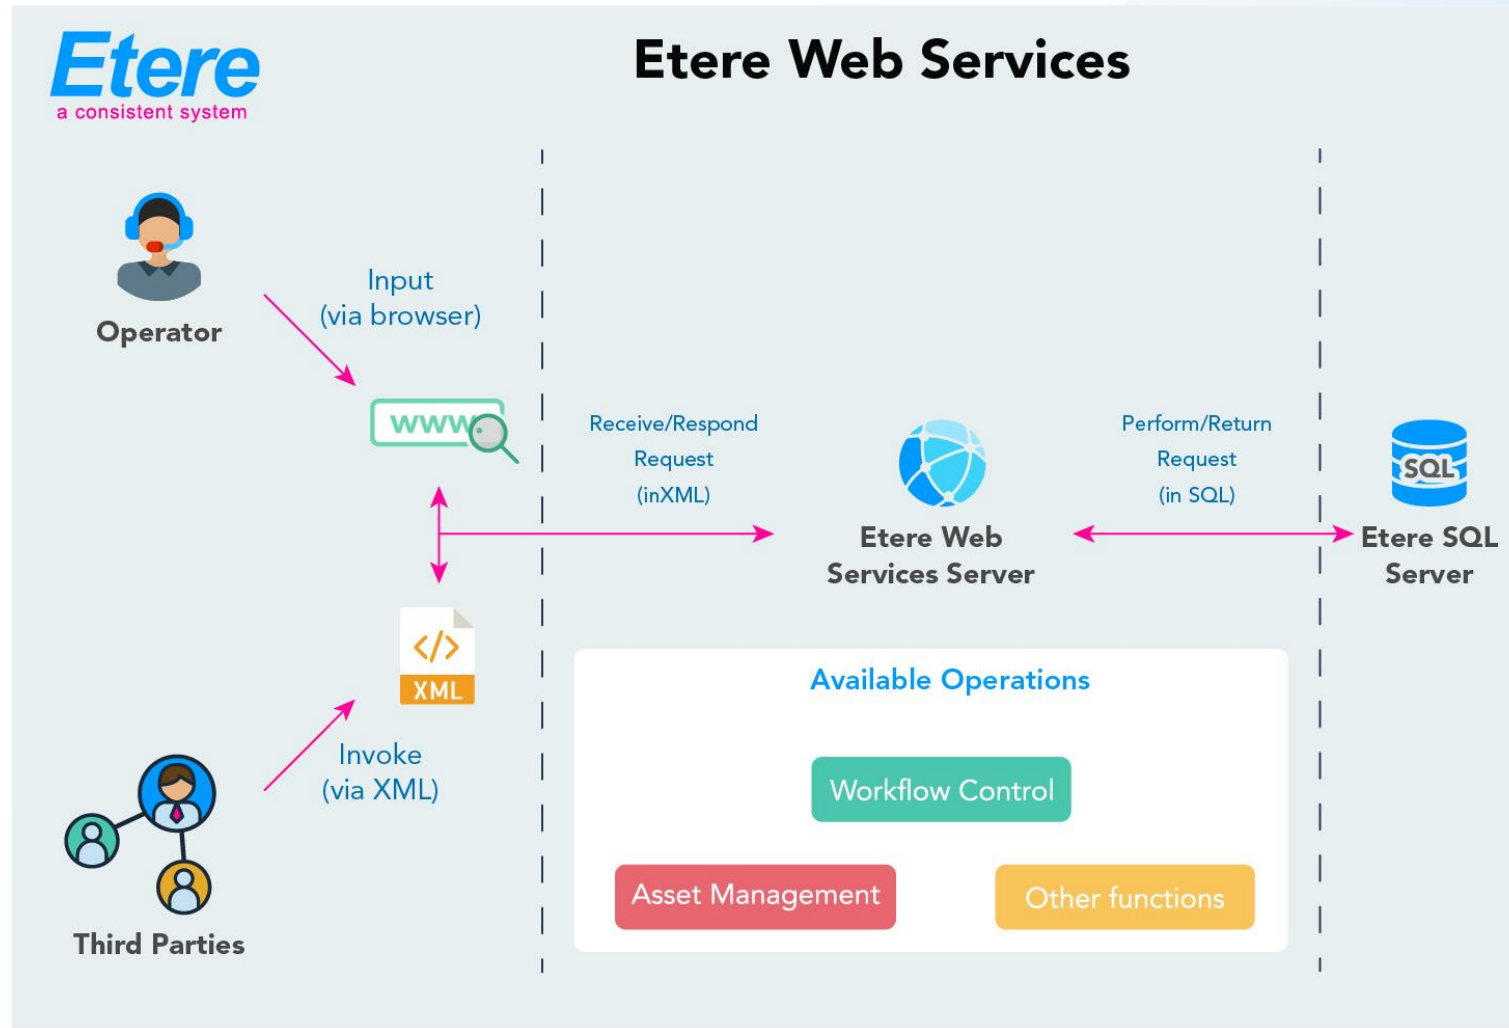 Etere
a consistent system
Etere Web Services
Operator
Input
(via browser)
www.
Receive/Respond
Request
(inXML)
Perform/Return
Request
(in SQL)
SQL
Etere Web
Services Server
Etere SQL
Server
</>
XML
Invoke
(via XML)
Third Parties
Available Operations
Workflow Control
Asset Management
Other functions